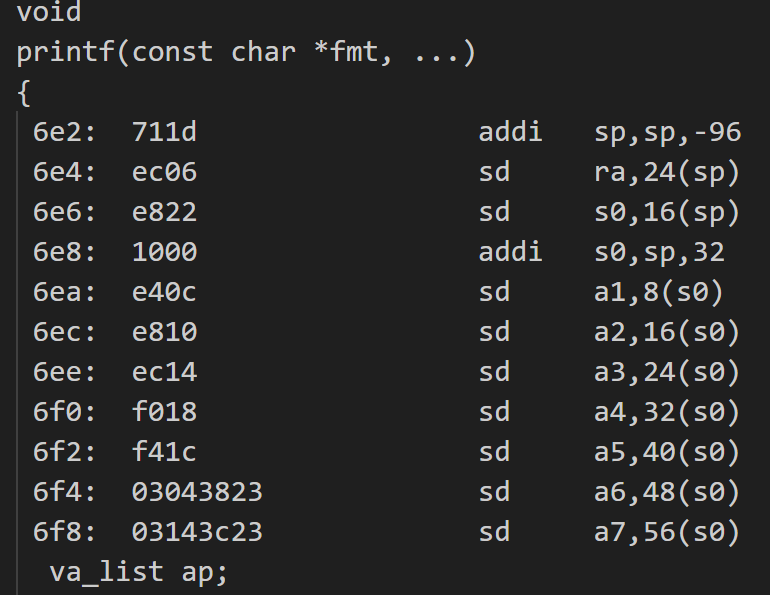 void
printf(const char *fmt, ...)
{
6e2: 711d addi sp,sp,-96
6e4: ec06 sd ra,24(sp)
6e6: e822 sd s0,16(sp)
6e8: 1000 addi s0,sp,32
6ea: e40c sd a1,8(s0)
6ec: e810 sd a2,16(s0)
6ee: ec14 sd a3,24(s0)
6f0: f018 sd a4,32(s0)
6f2: f41c sd a5,40(s0)
6f4: 03043823 sd a6,48(s0)
6f8: 03143c23 sd a7,56(s0)
va_list ap;